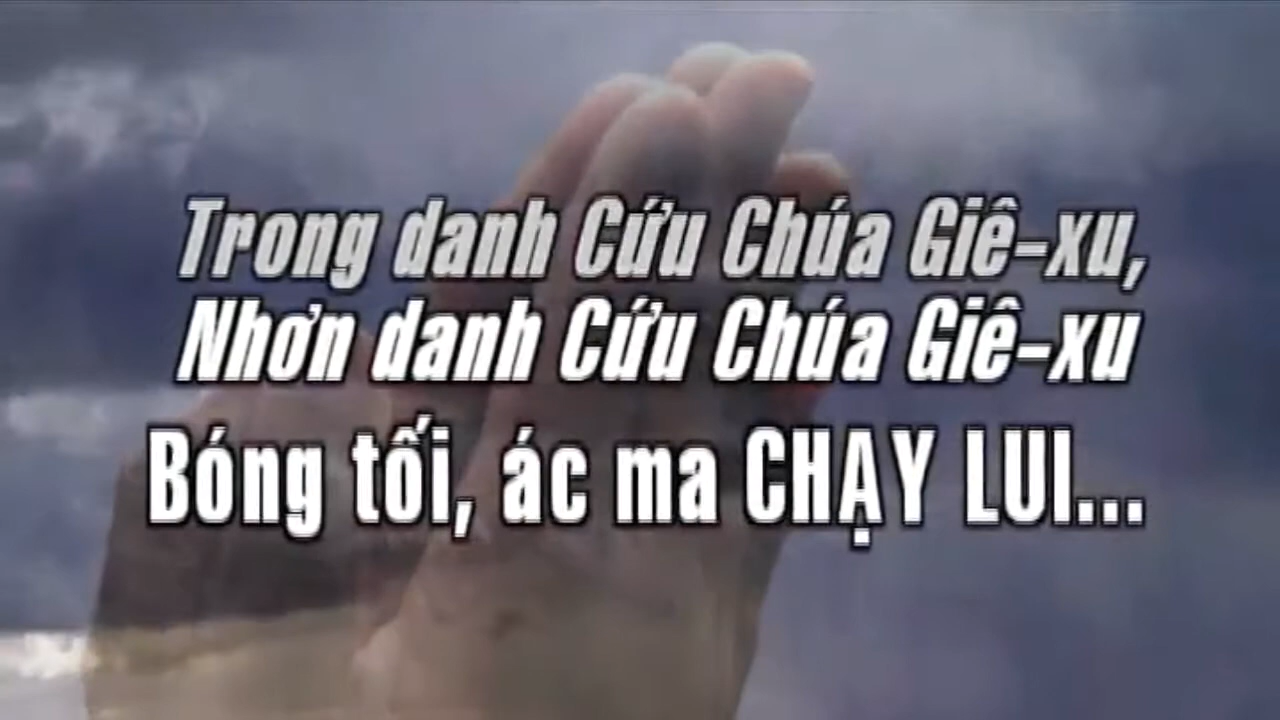 Trong danh Cứu Chúa Giê-xu,
Nhơn danh Cứu Chúa Giê-xu
Bóng tối, ác ma CHẠY LUI...